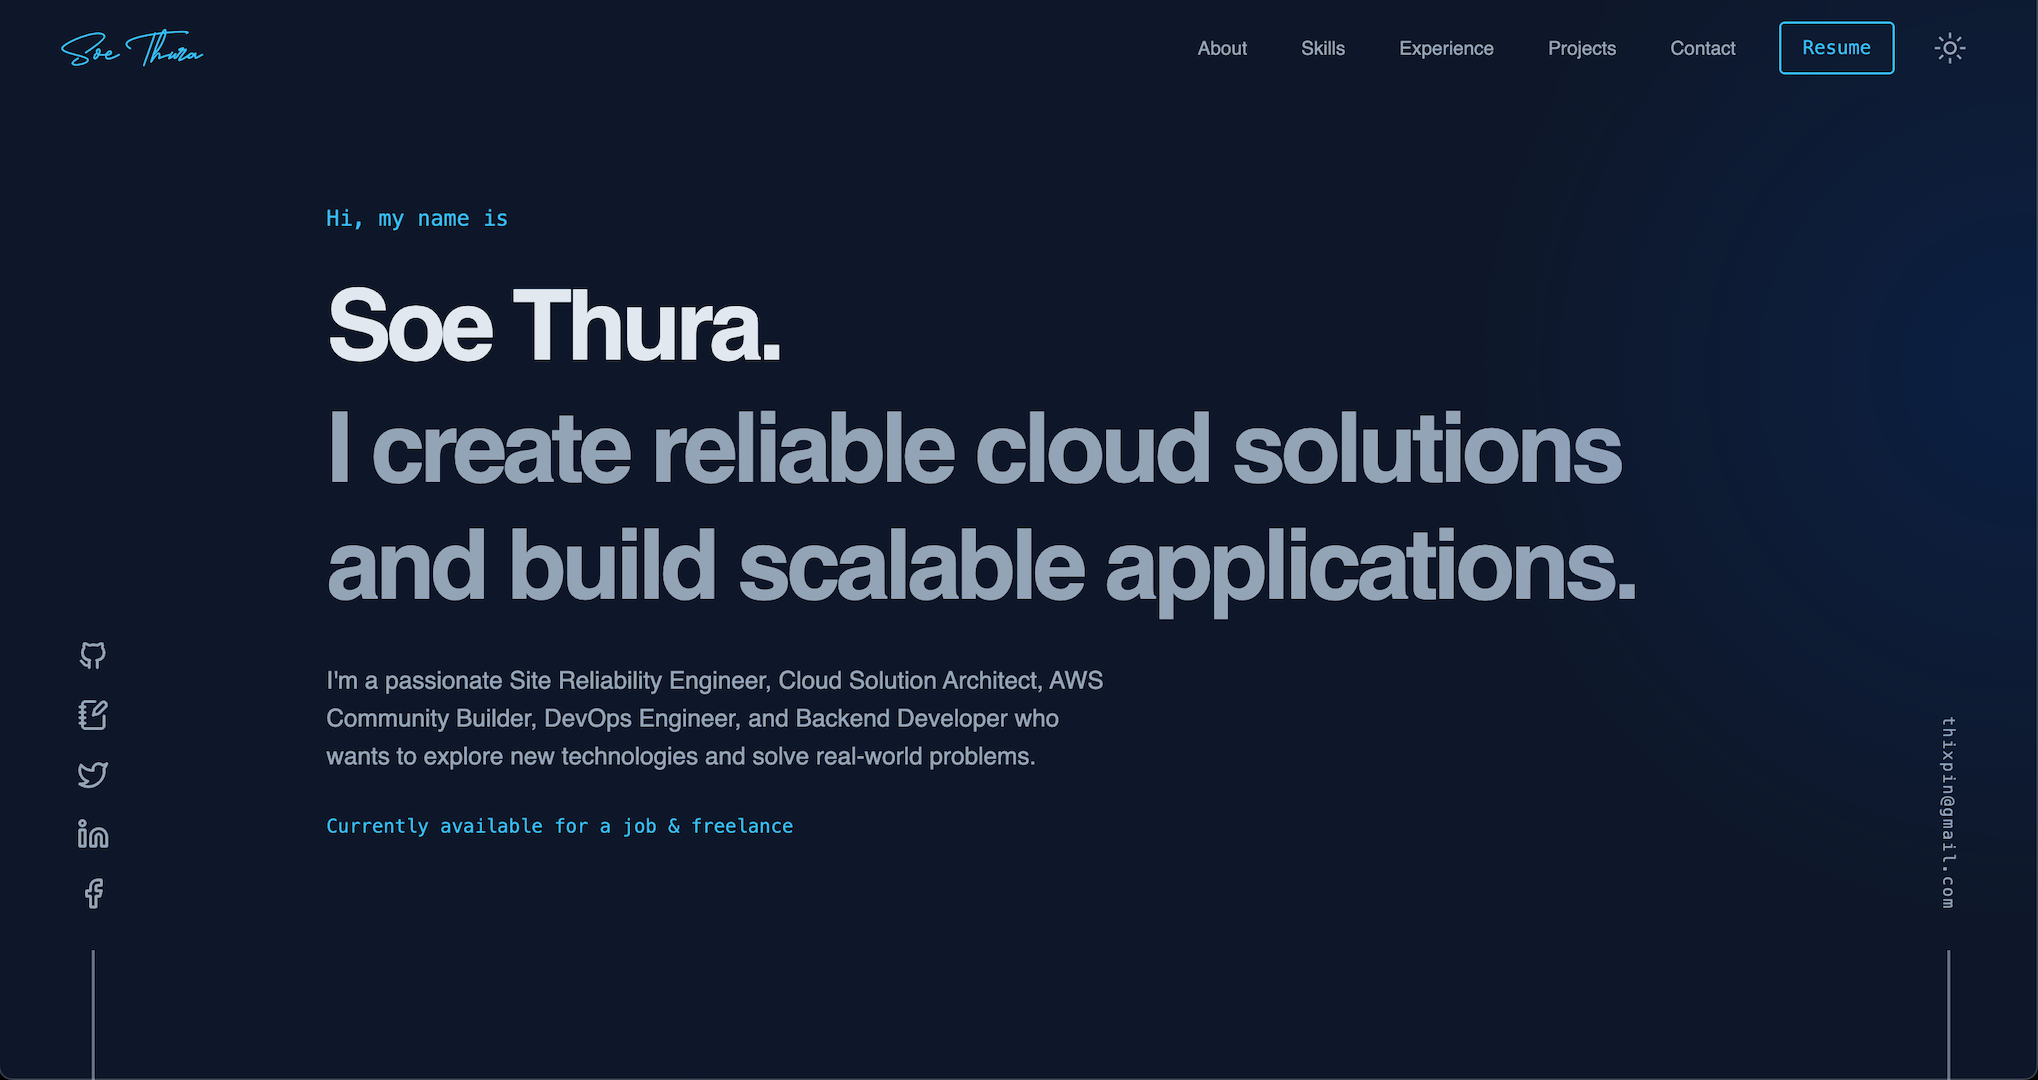 Soe Thura
About
Skills
Experience
Projects
Contact
Resume
Hi, my name is
Soe Thura.
I create reliable cloud solutions
and build scalable applications.
I'm a passionate Site Reliability Engineer, Cloud Solution Architect, AWS
Community Builder, DevOps Engineer, and Backend Developer who
wants to explore new technologies and solve real-world problems.
Currently available for a job & freelance
thixpin@gmail.com